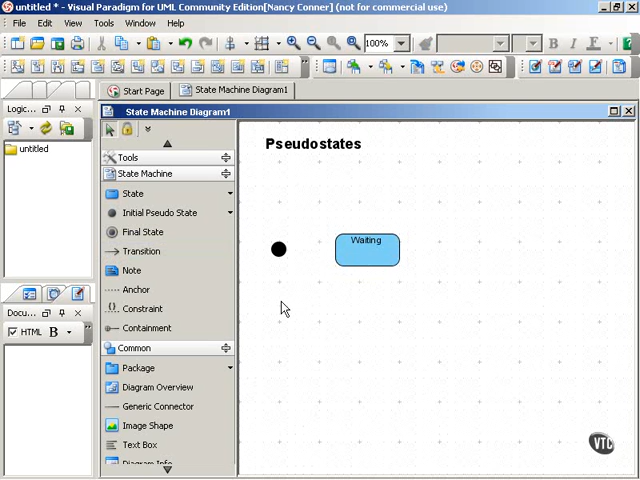 untitled * - Visual Paradigm for UML Community Edition[Nancy Conner] (not for commercial use)
File Edit View Tools Window Help
100%
B I
Start Page State Machine Diagram1
Logic...
State Machine Diagram1
untitled
Pseudostates
Tools
State Machine
State
Initial Pseudo State
Final State
Transition
Note
Anchor
Constraint
Containment
Common
Package
Diagram Overview
Generic Connector
Image Shape
Text Box
Diagram Info
Waiting
Docu...
HTML B
VTC